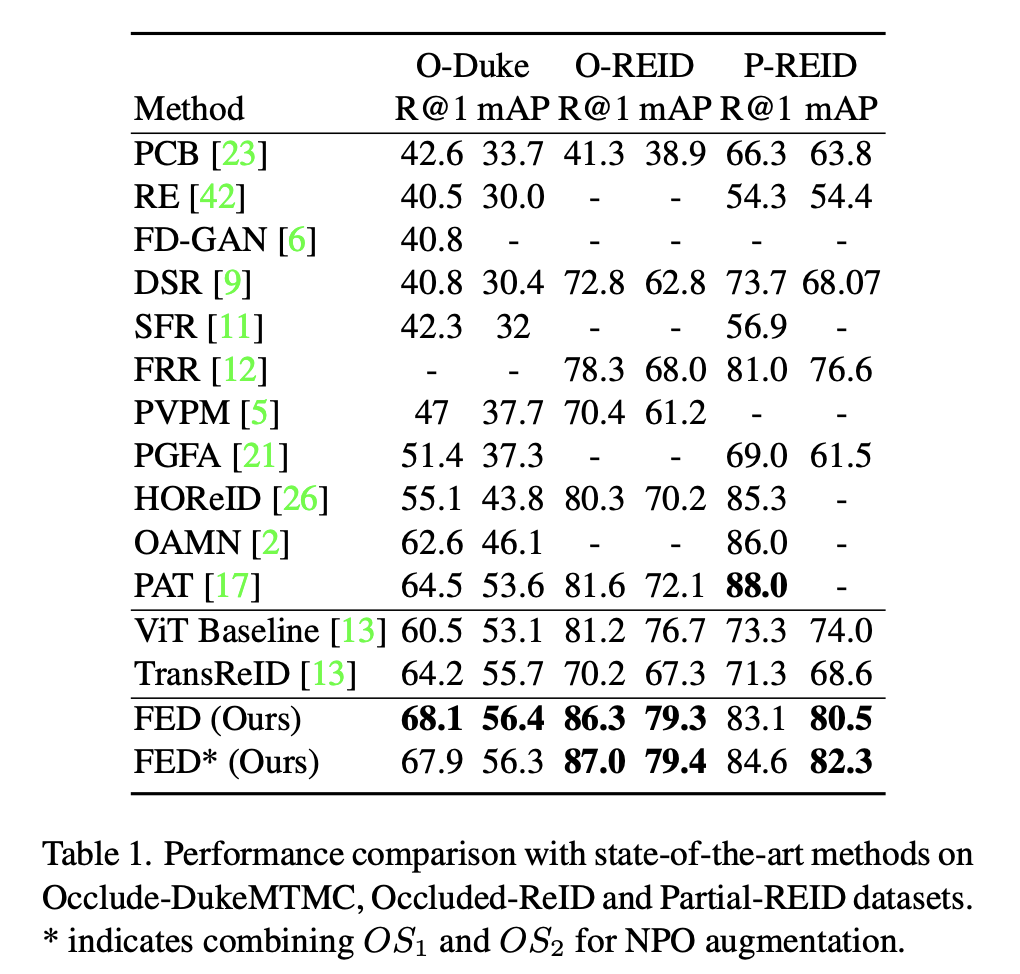 O-Duke O-REID P-REID
Method R@1 mAP R@1 mAP R@1 mAP
PCB [23] 42.6 33.7 41.3 38.9 66.3 63.8
RE [42] 40.5 30.0 - - 54.3 54.4
FD-GAN [6] 40.8 - - - - -
DSR [9] 40.8 30.4 72.8 62.8 73.7 68.07
SFR [11] 42.3 32 - - 56.9 -
FRR [12] - - 78.3 68.0 81.0 76.6
PVPM [5] 47 37.7 70.4 61.2 - -
PGFA [21] 51.4 37.3 - - 69.0 61.5
HOReID [26] 55.1 43.8 80.3 70.2 85.3 -
OAMN [2] 62.6 46.1 - - 86.0 -
PAT [17] 64.5 53.6 81.6 72.1 88.0 -
ViT Baseline [13] 60.5 53.1 81.2 76.7 73.3 74.0
TransReID [13] 64.2 55.7 70.2 67.3 71.3 68.6
FED (Ours) 68.1 56.4 86.3 79.3 83.1 80.5
FED* (Ours) 67.9 56.3 87.0 79.4 84.6 82.3
Table 1. Performance comparison with state-of-the-art methods on
Occlude-DukeMTMC, Occluded-ReID and Partial-REID datasets.
* indicates combining OS₁ and OS₂ for NPO augmentation.